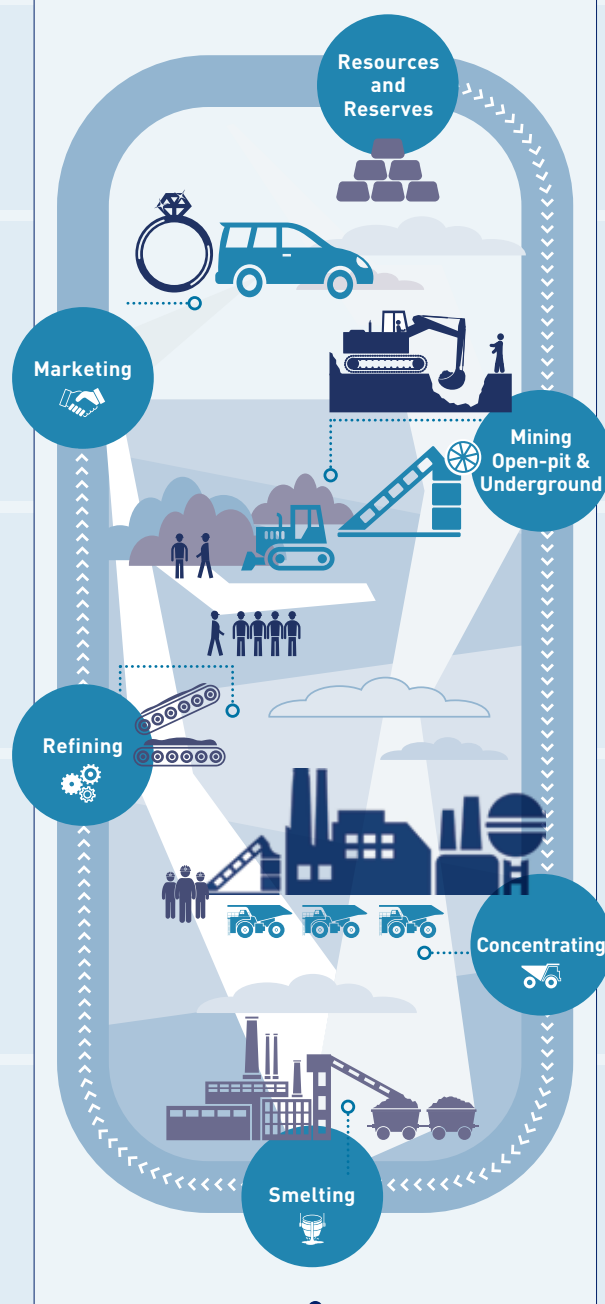 Resources
and
Reserves
Marketing
Mining
Open-pit &
Underground
Refining
Concentrating
Smelting